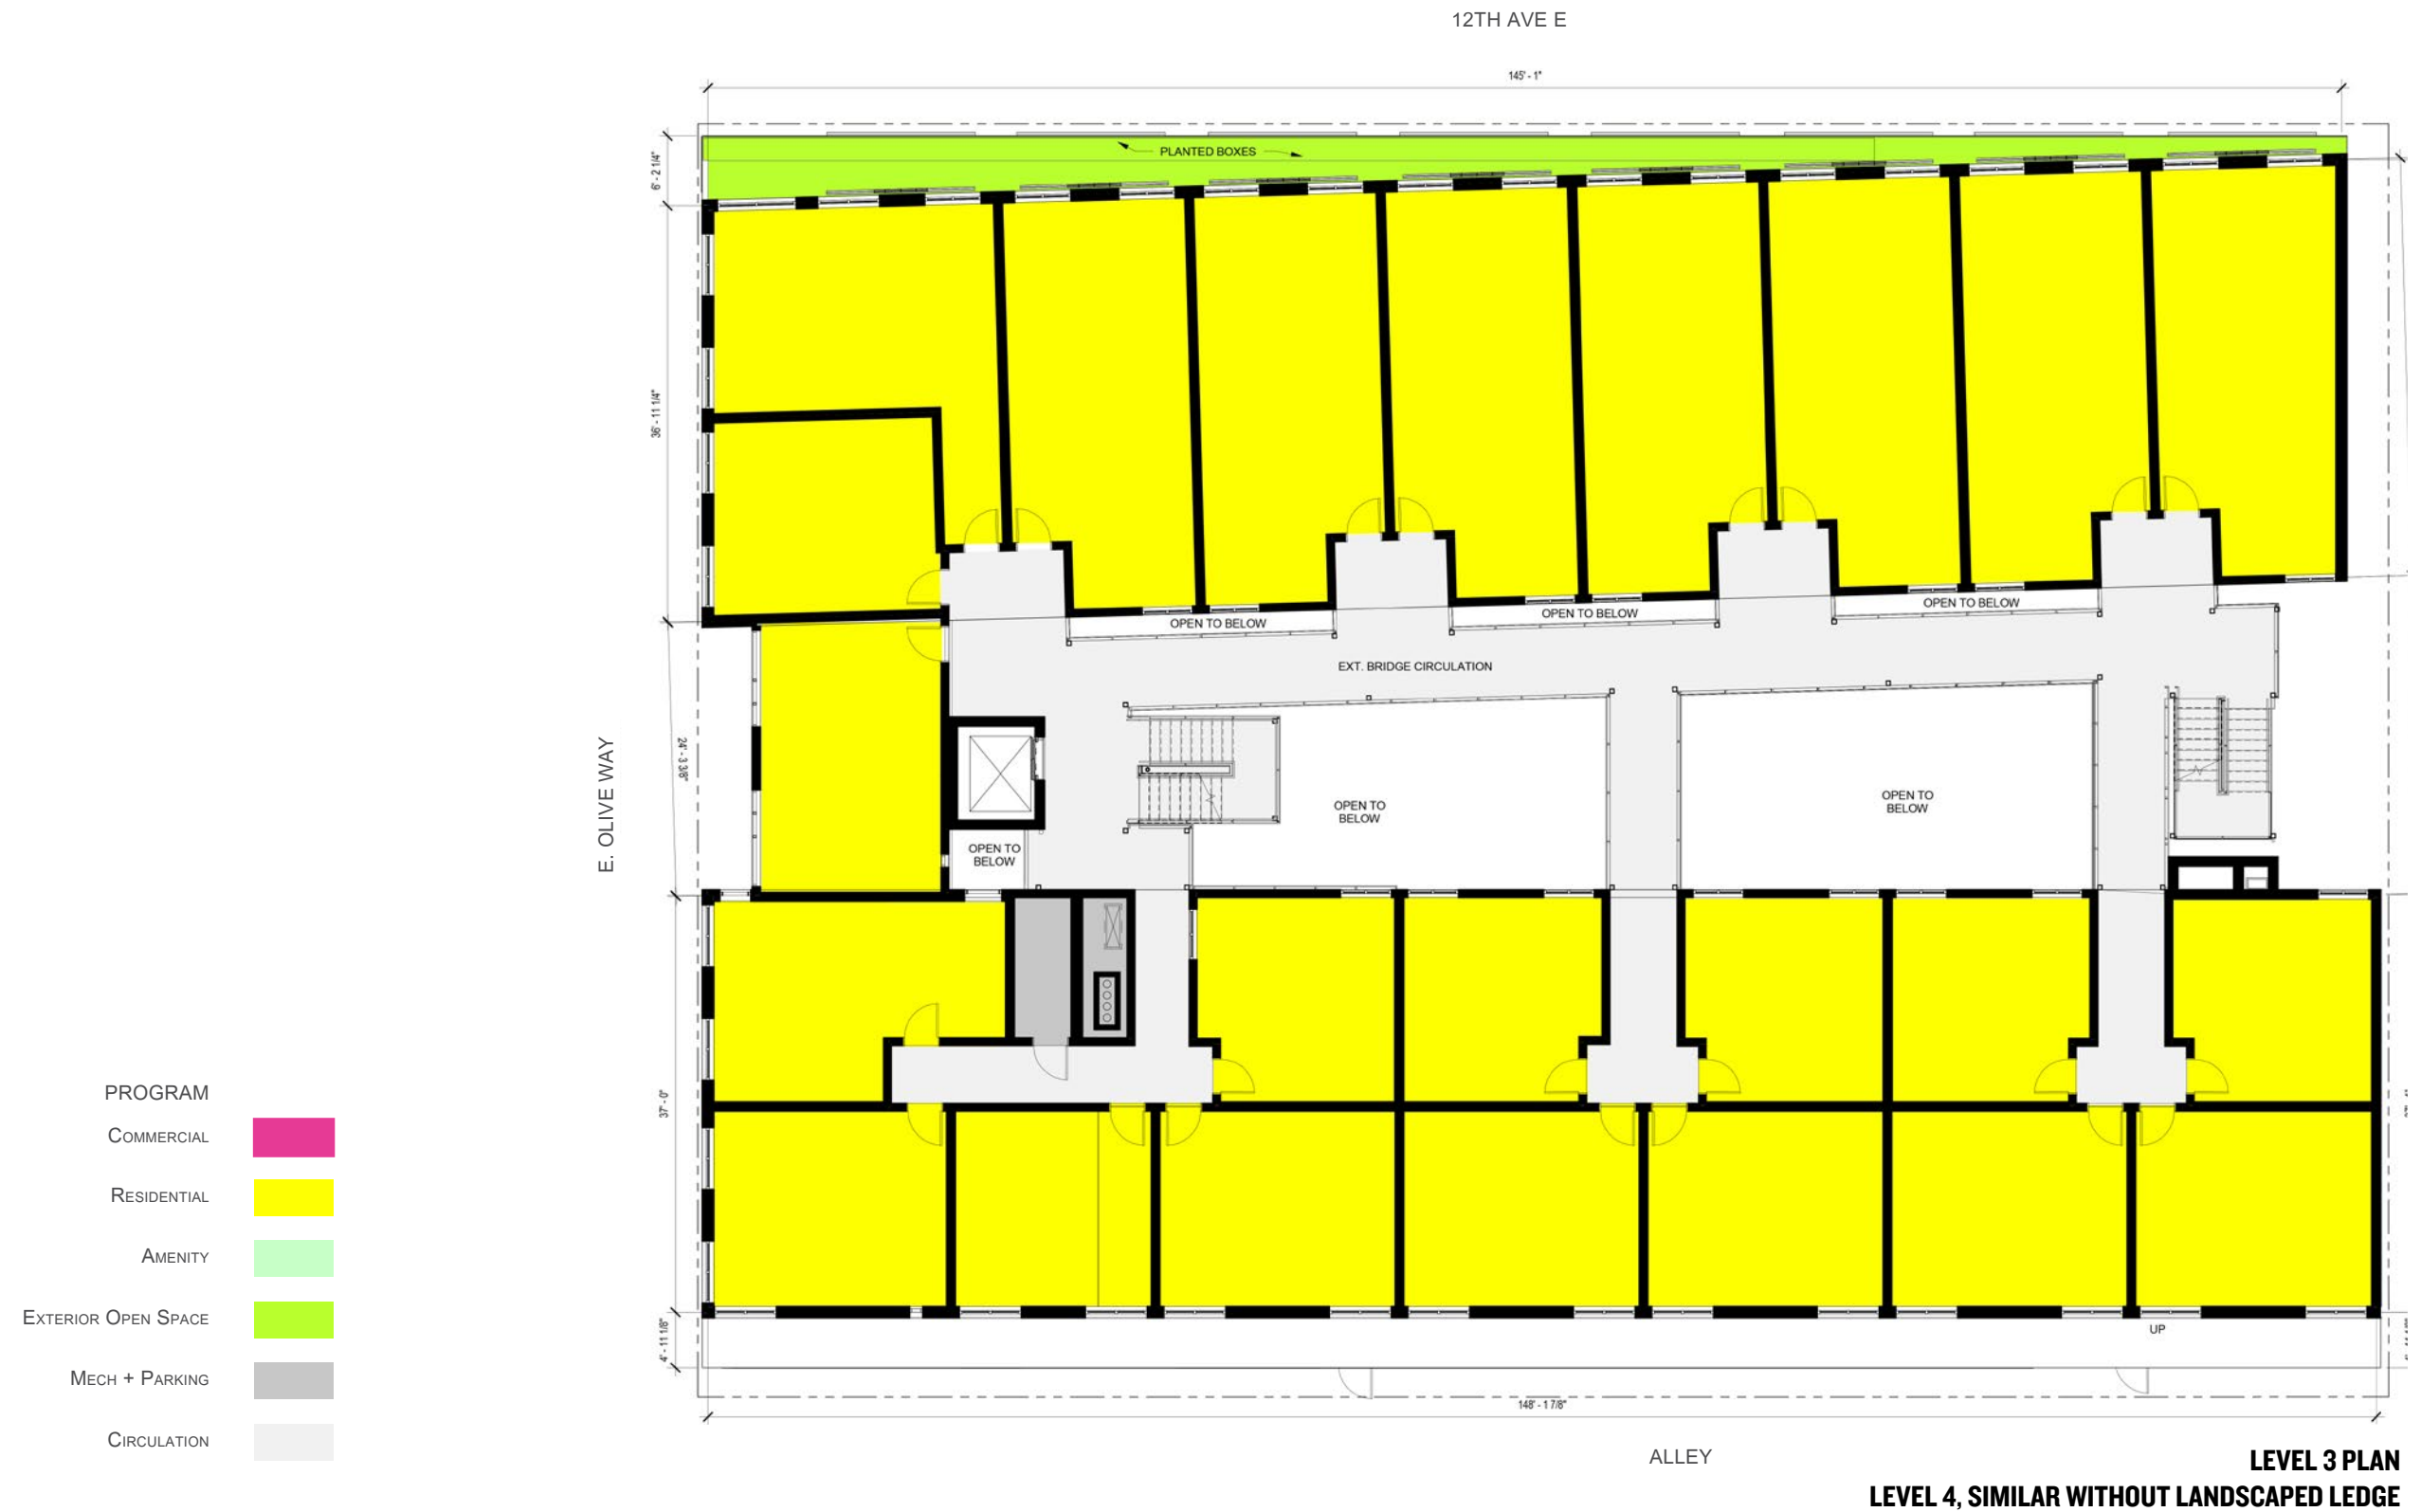 12TH AVE E
145' - 1"
PLANTED BOXES
6' - 2 1/4"
36' - 11 1/4"
OPEN TO BELOW
OPEN TO BELOW
OPEN TO BELOW
EXT. BRIDGE CIRCULATION
E. OLIVE WAY
24' - 3 3/8"
OPEN TO
BELOW
OPEN TO
BELOW
OPEN TO
BELOW
37' - 0"
4' - 11 1/8"
UP
148' - 1 7/8"
ALLEY
PROGRAM
COMMERCIAL
RESIDENTIAL
AMENITY
EXTERIOR OPEN SPACE
MECH + PARKING
CIRCULATION
LEVEL 3 PLAN
LEVEL 4, SIMILAR WITHOUT LANDSCAPED LEDGE